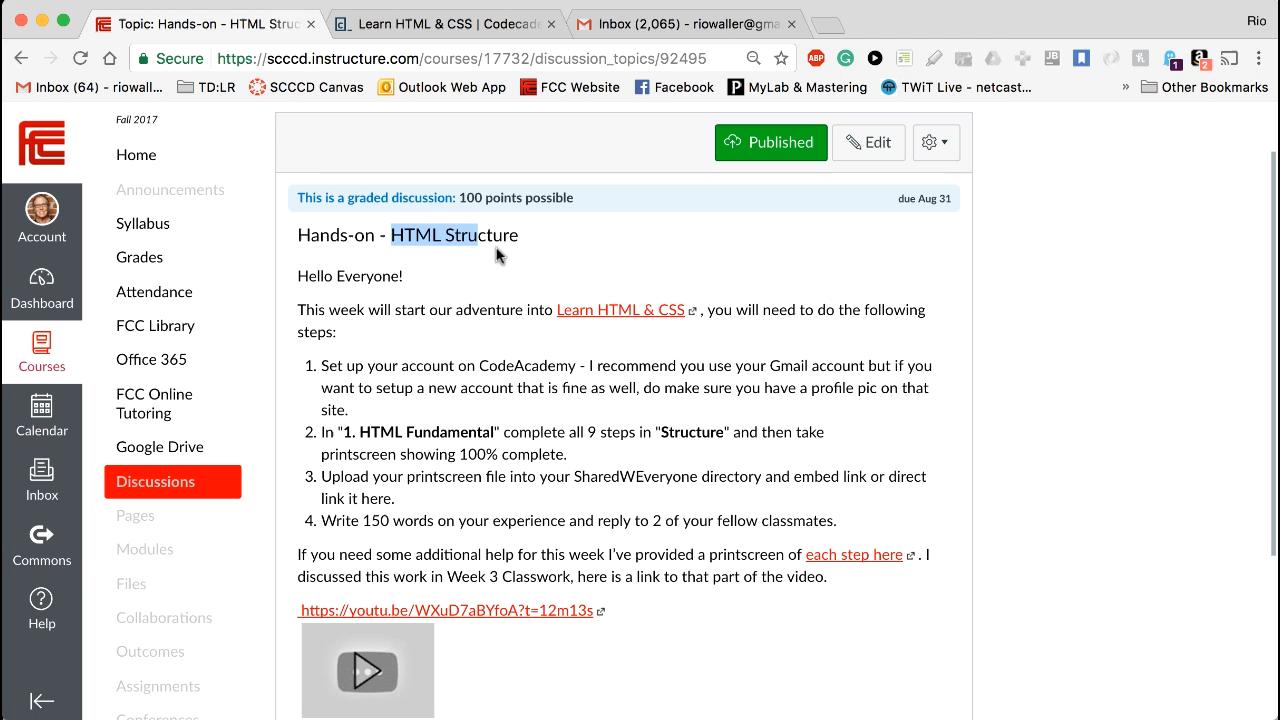 Topic: Hands-on - HTML Struc
Learn HTML & CSS | Codecade
Inbox (2,065) - riowaller@gma
Rio
Secure
https://scccd.instructure.com/courses/17732/discussion_topics/92495
Inbox (64) - riowall...
TD:LR
SCCCD Canvas
Outlook Web App
FCC Website
Facebook
MyLab & Mastering
TWiT Live - netcast...
»
Other Bookmarks
FCC
Account
Dashboard
Courses
Calendar
Inbox
Commons
Help
Fall 2017
Home
Announcements
Syllabus
Grades
Attendance
FCC Library
Office 365
FCC Online
Tutoring
Google Drive
Discussions
Pages
Modules
Files
Collaborations
Outcomes
Assignments
Conferences
Published
Edit
This is a graded discussion: 100 points possible
due Aug 31
Hands-on - HTML Structure
Hello Everyone!
This week will start our adventure into Learn HTML & CSS , you will need to do the following
steps:
1. Set up your account on CodeAcademy - I recommend you use your Gmail account but if you
want to setup a new account that is fine as well, do make sure you have a profile pic on that
site.
2. In "1. HTML Fundamental" complete all 9 steps in "Structure" and then take
printscreen showing 100% complete.
3. Upload your printscreen file into your SharedWEveryone directory and embed link or direct
link it here.
4. Write 150 words on your experience and reply to 2 of your fellow classmates.
If you need some additional help for this week I've provided a printscreen of each step here . I
discussed this work in Week 3 Classwork, here is a link to that part of the video.
https://youtu.be/WXuD7aBYfoA?t=12m13s